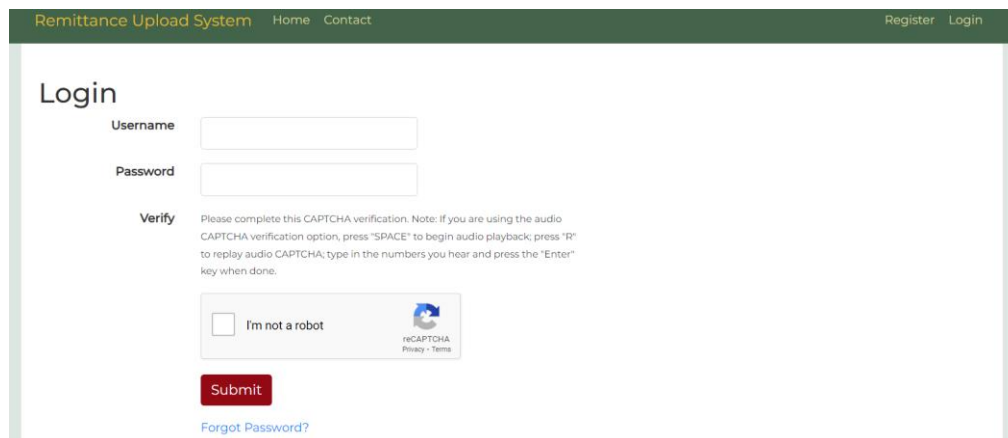 Remittance Upload System Home Contact Register Login
Login
Username
Password
Verify Please complete this CAPTCHA verification. Note: If you are using the audio
CAPTCHA verification option, press "SPACE" to begin audio playback; press "R"
to replay audio CAPTCHA; type in the numbers you hear and press the "Enter"
key when done.
I'm not a robot
reCAPTCHA
Privacy - Terms
Submit
Forgot Password?